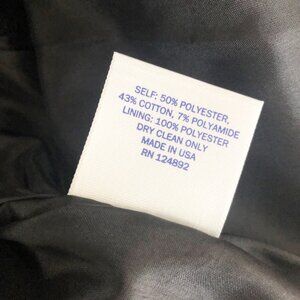 SELF: 50% POLYESTER,
43% COTTON, 7% POLYAMIDE
LINING: 100% POLYESTER
DRY CLEAN ONLY
MADE IN USA
RN 124892